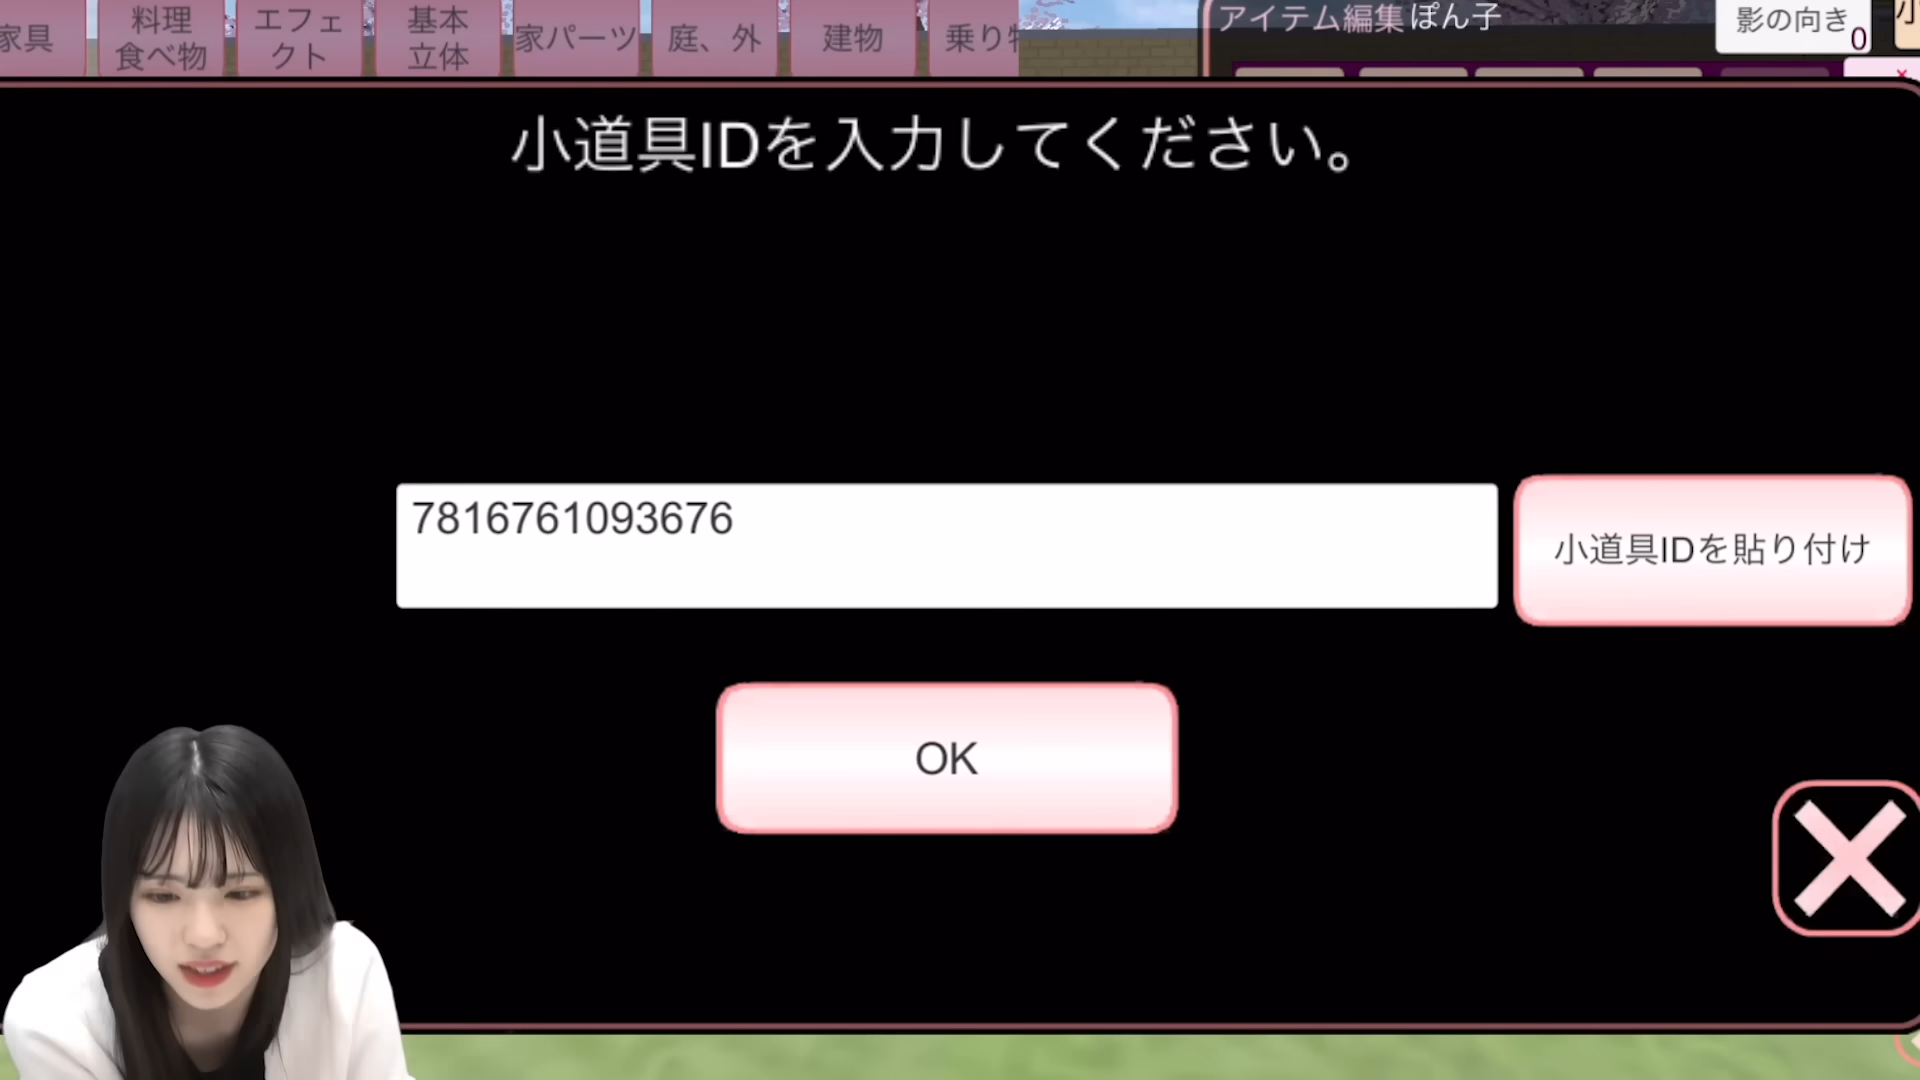 家具
料理
食べ物
エフェ
クト
基本
立体
家パーツ
庭、外
建物
乗り物
アイテム編集 ぽん子
影の向き
0
小道具IDを入力してください。
7816761093676
小道具IDを貼り付け
OK